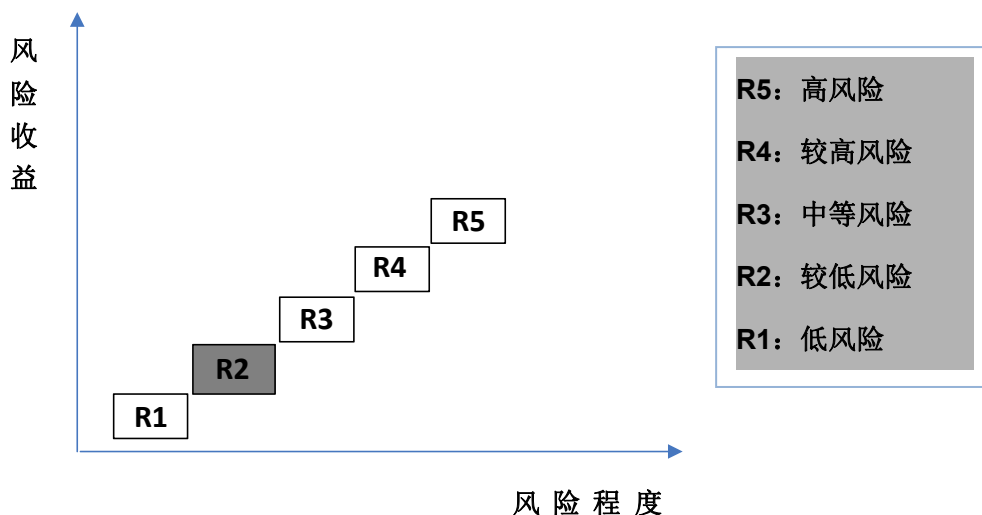 风
险
收
益
R5
R4
R3
R2
R1
风 险 程 度
R5：高风险
R4：较高风险
R3：中等风险
R2：较低风险
R1：低风险